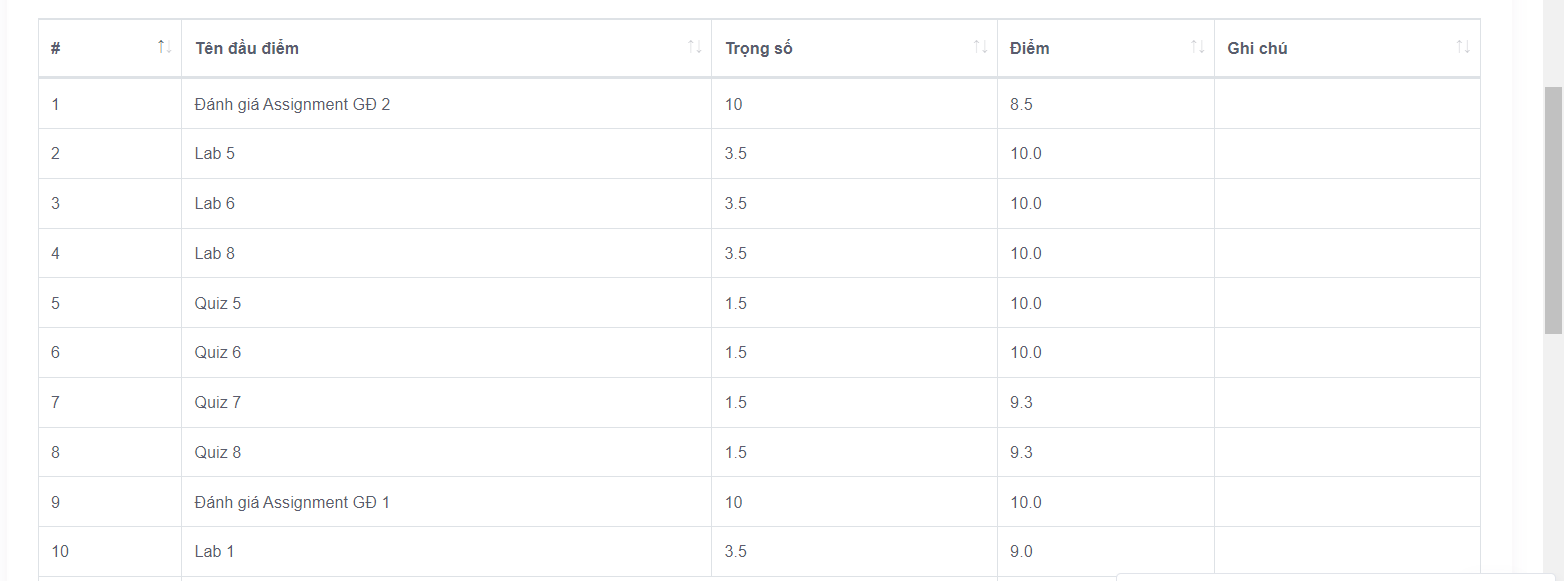 # Tên đầu điểm Trọng số Điểm Ghi chú
1 Đánh giá Assignment GĐ 2 10 8.5
2 Lab 5 3.5 10.0
3 Lab 6 3.5 10.0
4 Lab 8 3.5 10.0
5 Quiz 5 1.5 10.0
6 Quiz 6 1.5 10.0
7 Quiz 7 1.5 9.3
8 Quiz 8 1.5 9.3
9 Đánh giá Assignment GĐ 1 10 10.0
10 Lab 1 3.5 9.0